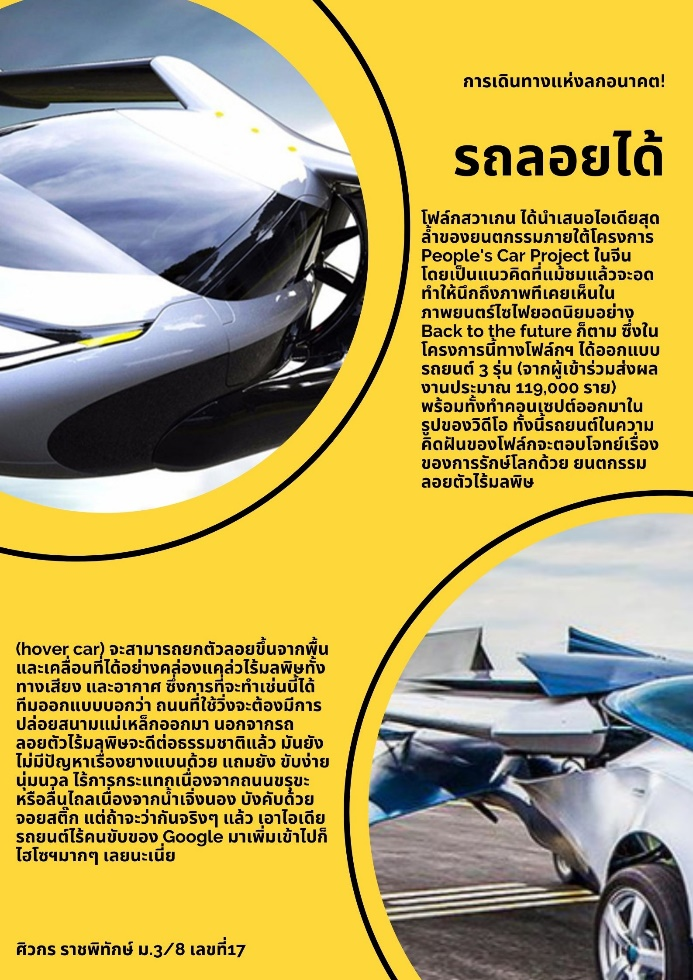 การเดินทางแห่งลกอนาคต!
รถลอยได้
โฟล์กสวาเกน ได้นำเสนอไอเดียสุด
ล้ำของยนตกรรมภายใต้โครงการ
People's Car Project ในจีน
โดยเป็นแนวคิดที่แม้ชมแล้วจะอด
ทำให้นึกถึงภาพทีเคยเห็นใน
ภาพยนตร์ไซไฟยอดนิยมอย่าง
Back to the future ก็ตาม ซึ่งใน
โครงการนี้ทางโฟล์กฯ ได้ออกแบบ
รถยนต์ 3 รุ่น (จากผู้เข้าร่วมส่งผล
งานประมาณ 119,000 ราย)
พร้อมทั้งทำคอนเซปต์ออกมาใน
รูปของวิดีโอ ทั้งนี้รถยนต์ในความ
คิดฝันของโฟล์กจะตอบโจทย์เรื่อง
ของการรักษ์โลกด้วย ยนตกรรม
ลอยตัวไร้มลพิษ
(hover car) จะสามารถยกตัวลอยขึ้นจากพื้น
และเคลื่อนที่ได้อย่างคล่องแคล่วไร้มลพิษทั้ง
ทางเสียง และอากาศ ซึ่งการที่จะทำเช่นนี้ได้
ทีมออกแบบบอกว่า ถนนที่ใช้วิ่งจะต้องมีการ
ปล่อยสนามแม่เหล็กออกมา นอกจากรถ
ลอยตัวไร้มลพิษจะดีต่อธรรมชาติแล้ว มันยัง
ไม่มีปัญหาเรื่องยางแบนด้วย แถมยัง ขับง่าย
นุ่มนวล ไร้การกระแทกเนื่องจากถนนขรุขะ
หรือลื่นไถลเนื่องจากน้ำเจิ่งนอง บังคับด้วย
จอยสติ๊ก แต่ถ้าจะว่ากันจริงๆ แล้ว เอาไอเดีย
รถยนต์ไร้คนขับของ Google มาเพิ่มเข้าไปก็
ไฮโซฯมากๆ เลยนะเนี่ย
ศิวกร ราชพิทักษ์ ม.3/8 เลขที่17